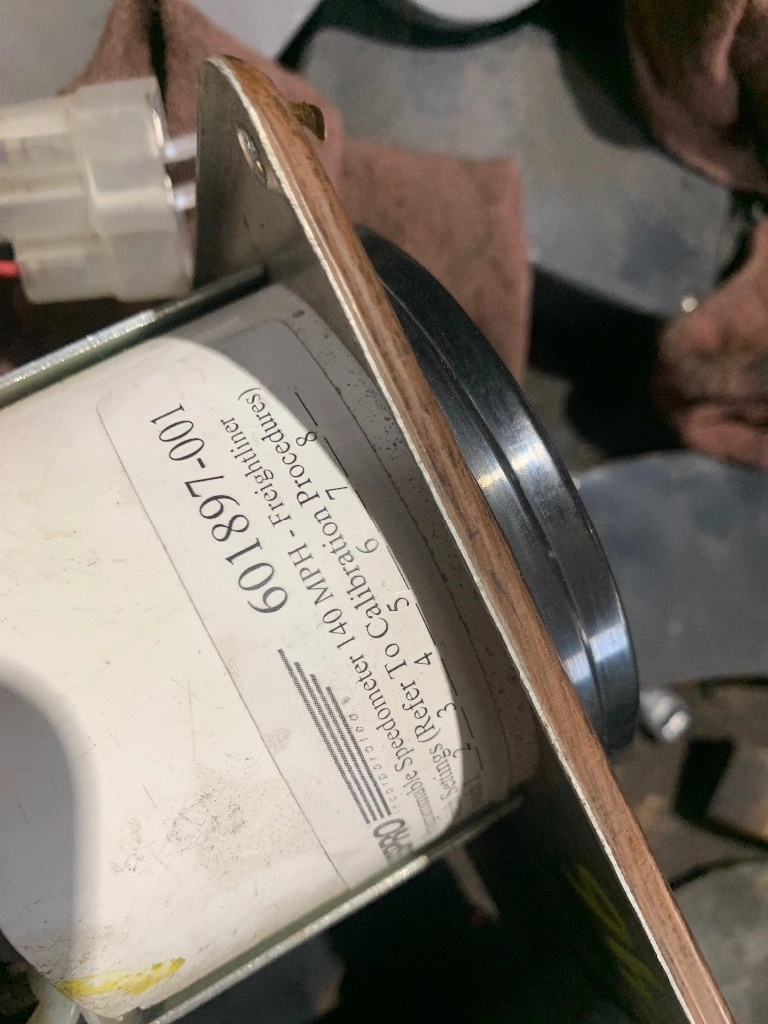 601897-001
Speedometer 140 MPH - Freightliner
Settings (Refer To Calibration Procedures)
2 3 4 5 6 7 8